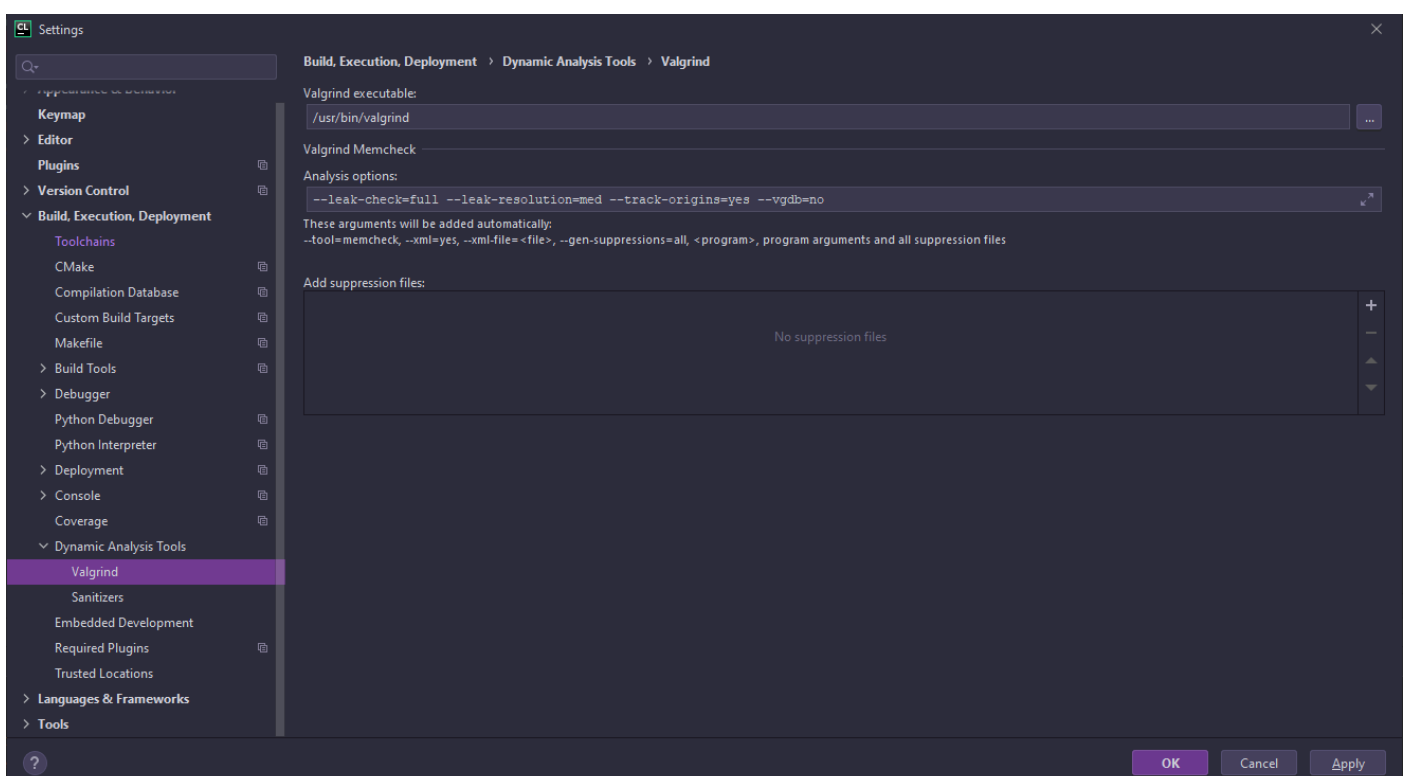 CL Settings
Build, Execution, Deployment › Dynamic Analysis Tools › Valgrind
Appearance & Behavior
Keymap
Editor
Plugins
Version Control
Build, Execution, Deployment
Toolchains
CMake
Compilation Database
Custom Build Targets
Makefile
Build Tools
Debugger
Python Debugger
Python Interpreter
Deployment
Console
Coverage
Dynamic Analysis Tools
Valgrind
Sanitizers
Embedded Development
Required Plugins
Trusted Locations
Languages & Frameworks
Tools
Valgrind executable:
/usr/bin/valgrind
...
Valgrind Memcheck
Analysis options:
--leak-check=full --leak-resolution=med --track-origins=yes --vgdb=no
These arguments will be added automatically:
--tool=memcheck, --xml=yes, --xml-file=<file>, --gen-suppressions=all, <program>, program arguments and all suppression files
Add suppression files:
No suppression files
?
OK
Cancel
Apply